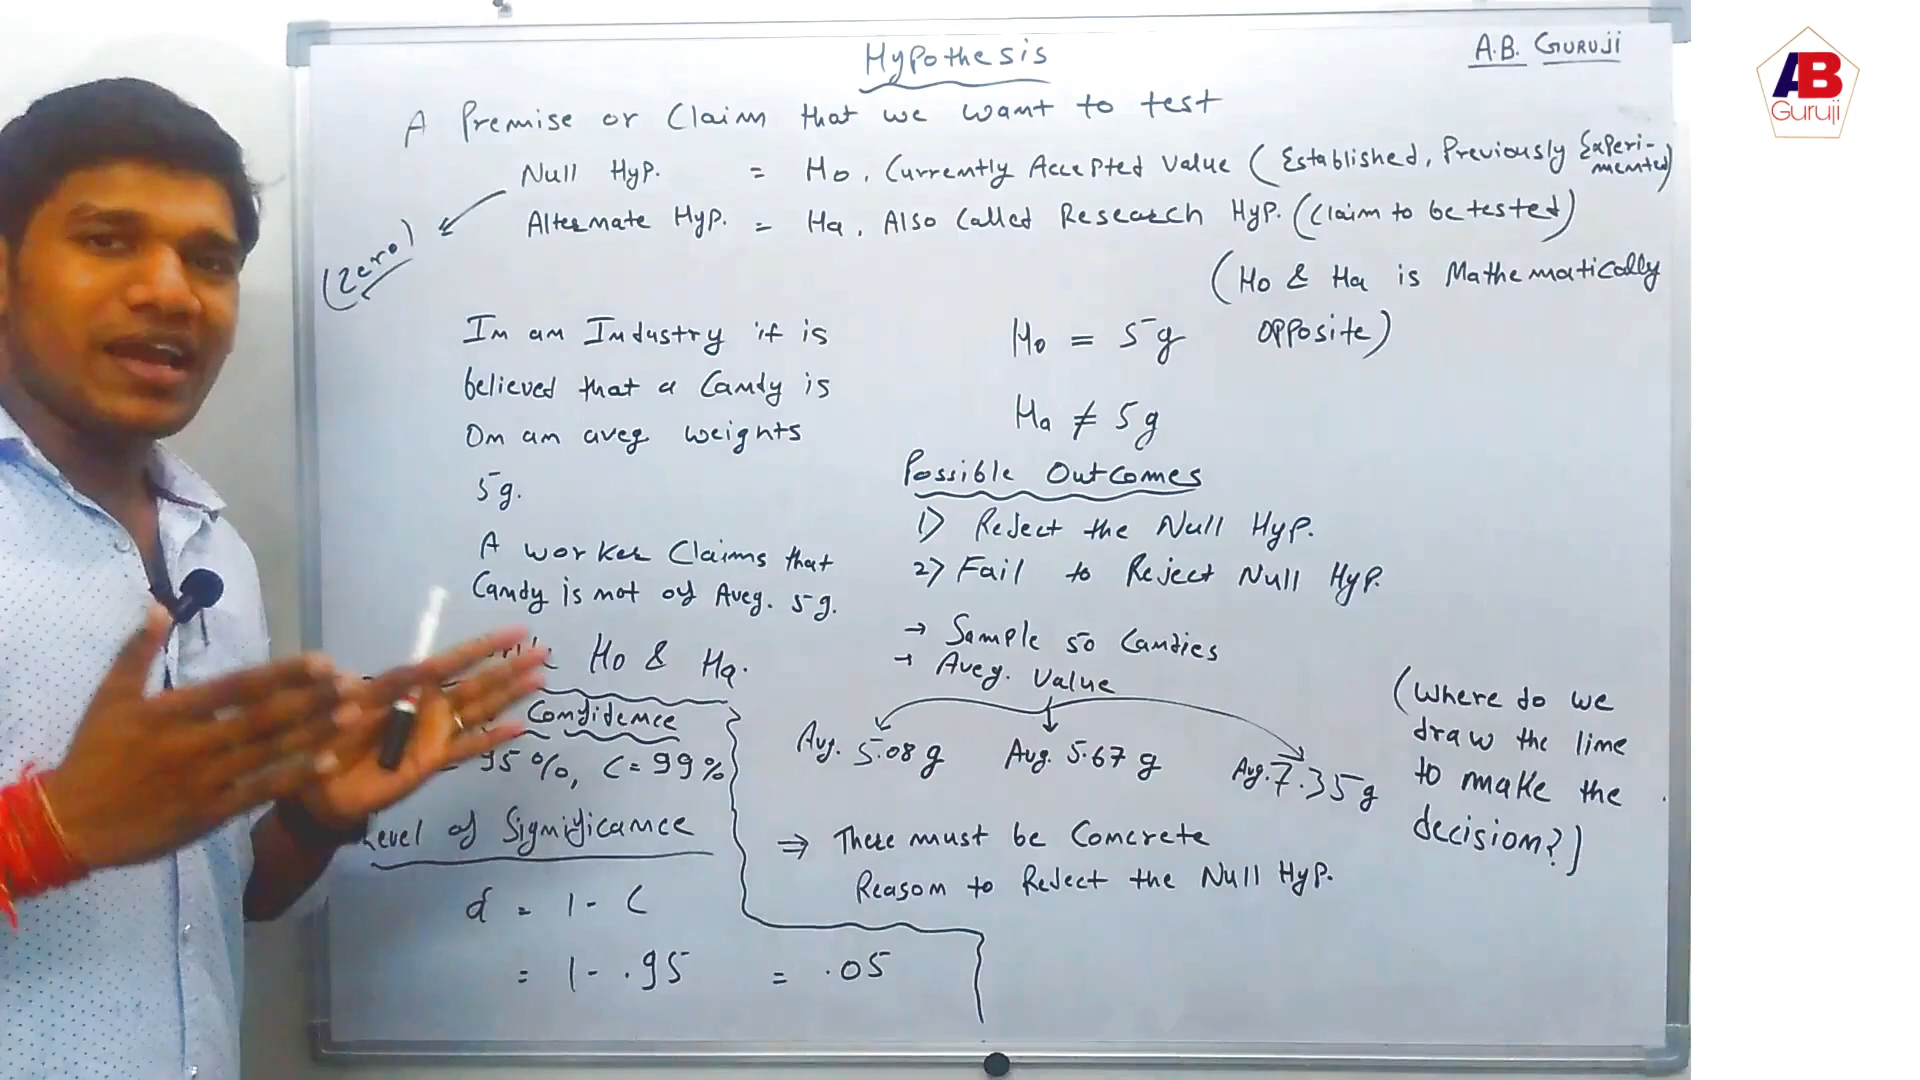 Hypothesis
A.B. GURUJI
AB
Guruji
A Premise or Claim that we want to test
Null Hyp. = Ho, Currently Accepted Value (Established, Previously Experi-
mented)
Alternate Hyp. = Ha, Also Called Research Hyp. (Claim to be tested)
(Zero)
(Ho & Ha is Mathematically
opposite)
In an Industry if is
believed that a Candy is
On an aveg weights
5g.
A worker Claims that
Candy is not of Aveg. 5g.
Ho & Ha.
Ho = 5g
Ha ≠ 5g
Possible Outcomes
1) Reject the Null Hyp.
2) Fail to Reject Null Hyp.
→ Sample 50 Candies
→ Aveg. Value
Avg. 5.08 g Avg. 5.67 g Avg. 7.35g
(Where do we
draw the line
to make the
decision?)
⇒ There must be Concrete
Reason to Reject the Null Hyp.
Confidence
95%, C = 99%
Level of Significance
α = 1 - C
= 1 - .95 = .05